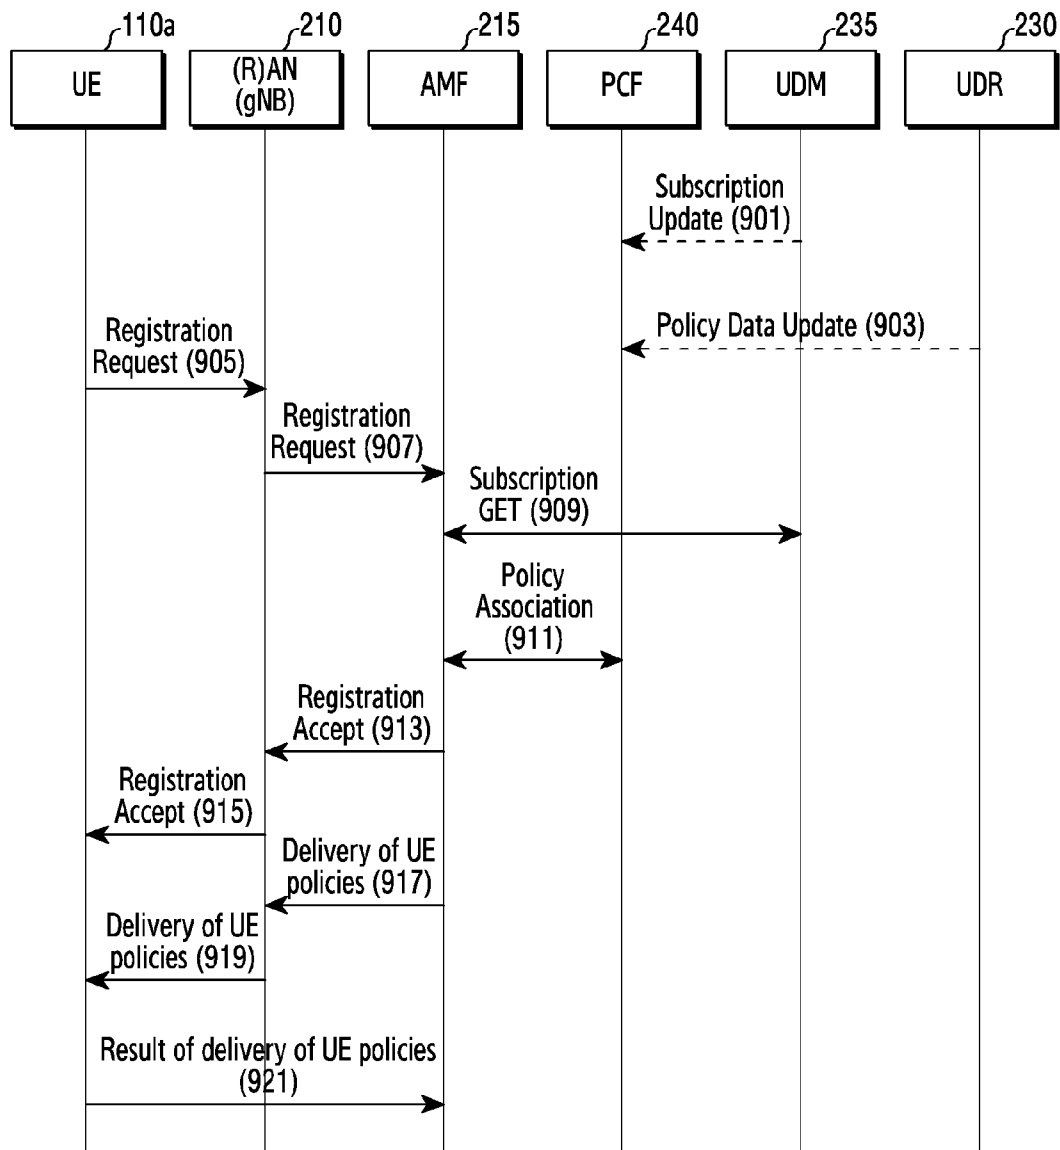 110a
210
215
240
235
230
UE
(R)AN
(gNB)
AMF
PCF
UDM
UDR
Subscription
Update (901)
Policy Data Update (903)
Registration
Request (905)
Registration
Request (907)
Subscription
GET (909)
Policy
Association
(911)
Registration
Accept (913)
Registration
Accept (915)
Delivery of UE
policies (917)
Delivery of UE
policies (919)
Result of delivery of UE policies
(921)